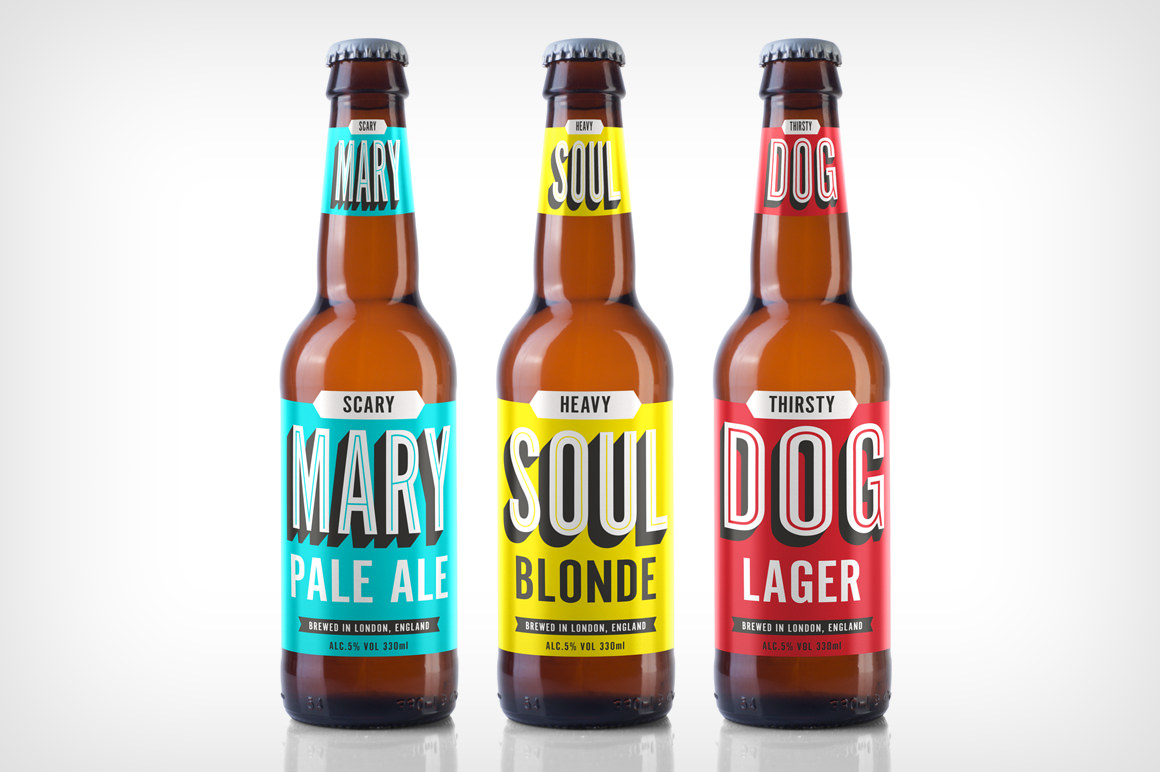 SCARY
MARY
SCARY
MARY
PALE ALE
BREWED IN LONDON, ENGLAND
ALC.5% VOL 330ml
HEAVY
SOUL
HEAVY
SOUL
BLONDE
BREWED IN LONDON, ENGLAND
ALC.5% VOL 330ml
THIRSTY
DOG
THIRSTY
DOG
LAGER
BREWED IN LONDON, ENGLAND
ALC.5% VOL 330ml